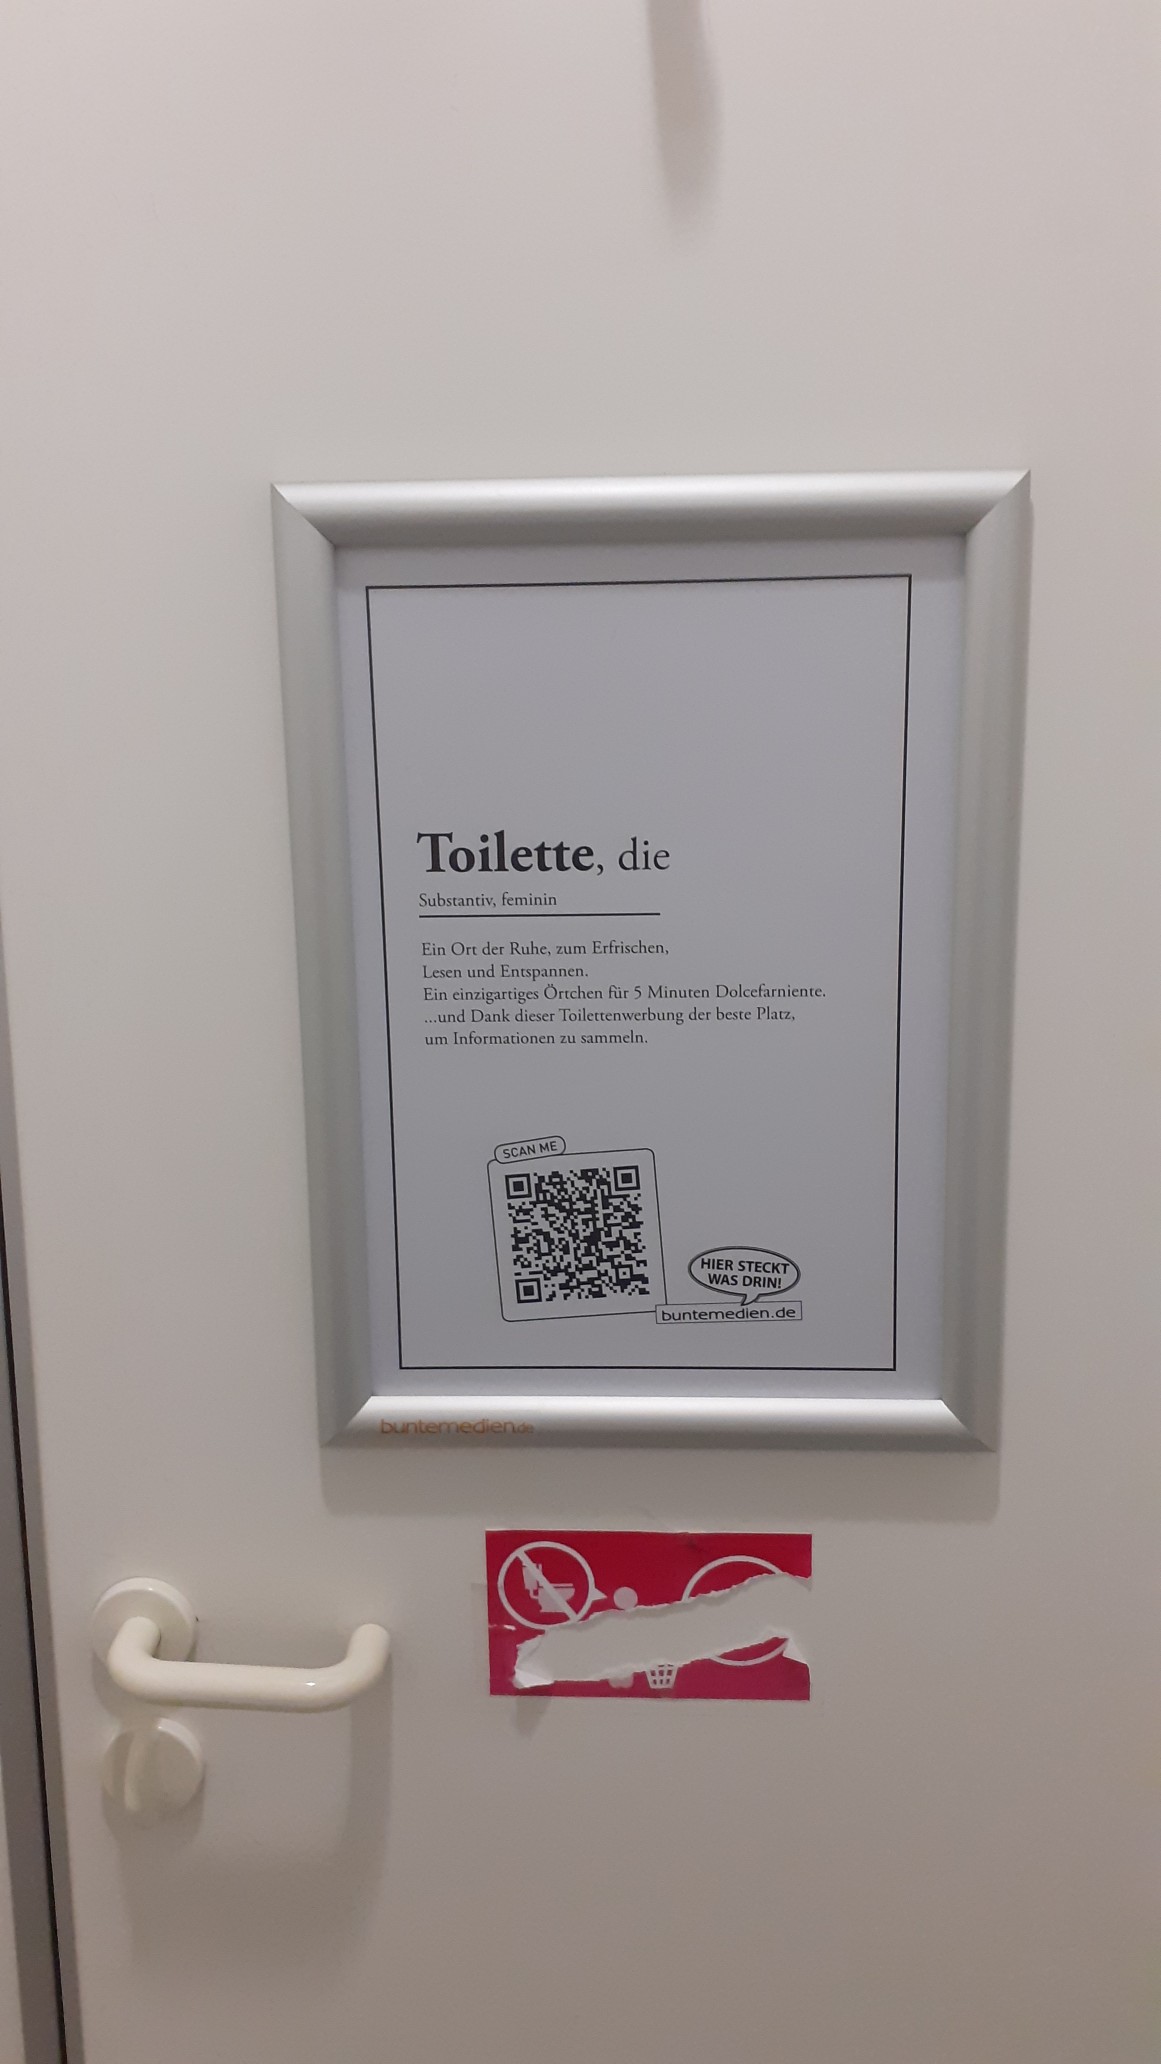 Toilette, die
Substantiv, feminin
Ein Ort der Ruhe, zum Erfrischen,
Lesen und Entspannen.
Ein einzigartiges Örtchen für 5 Minuten Dolcefarniente.
...und Dank dieser Toilettenwerbung der beste Platz,
um Informationen zu sammeln.
SCAN ME
HIER STECKT
WAS DRIN!
buntemedien.de
buntemedien.de